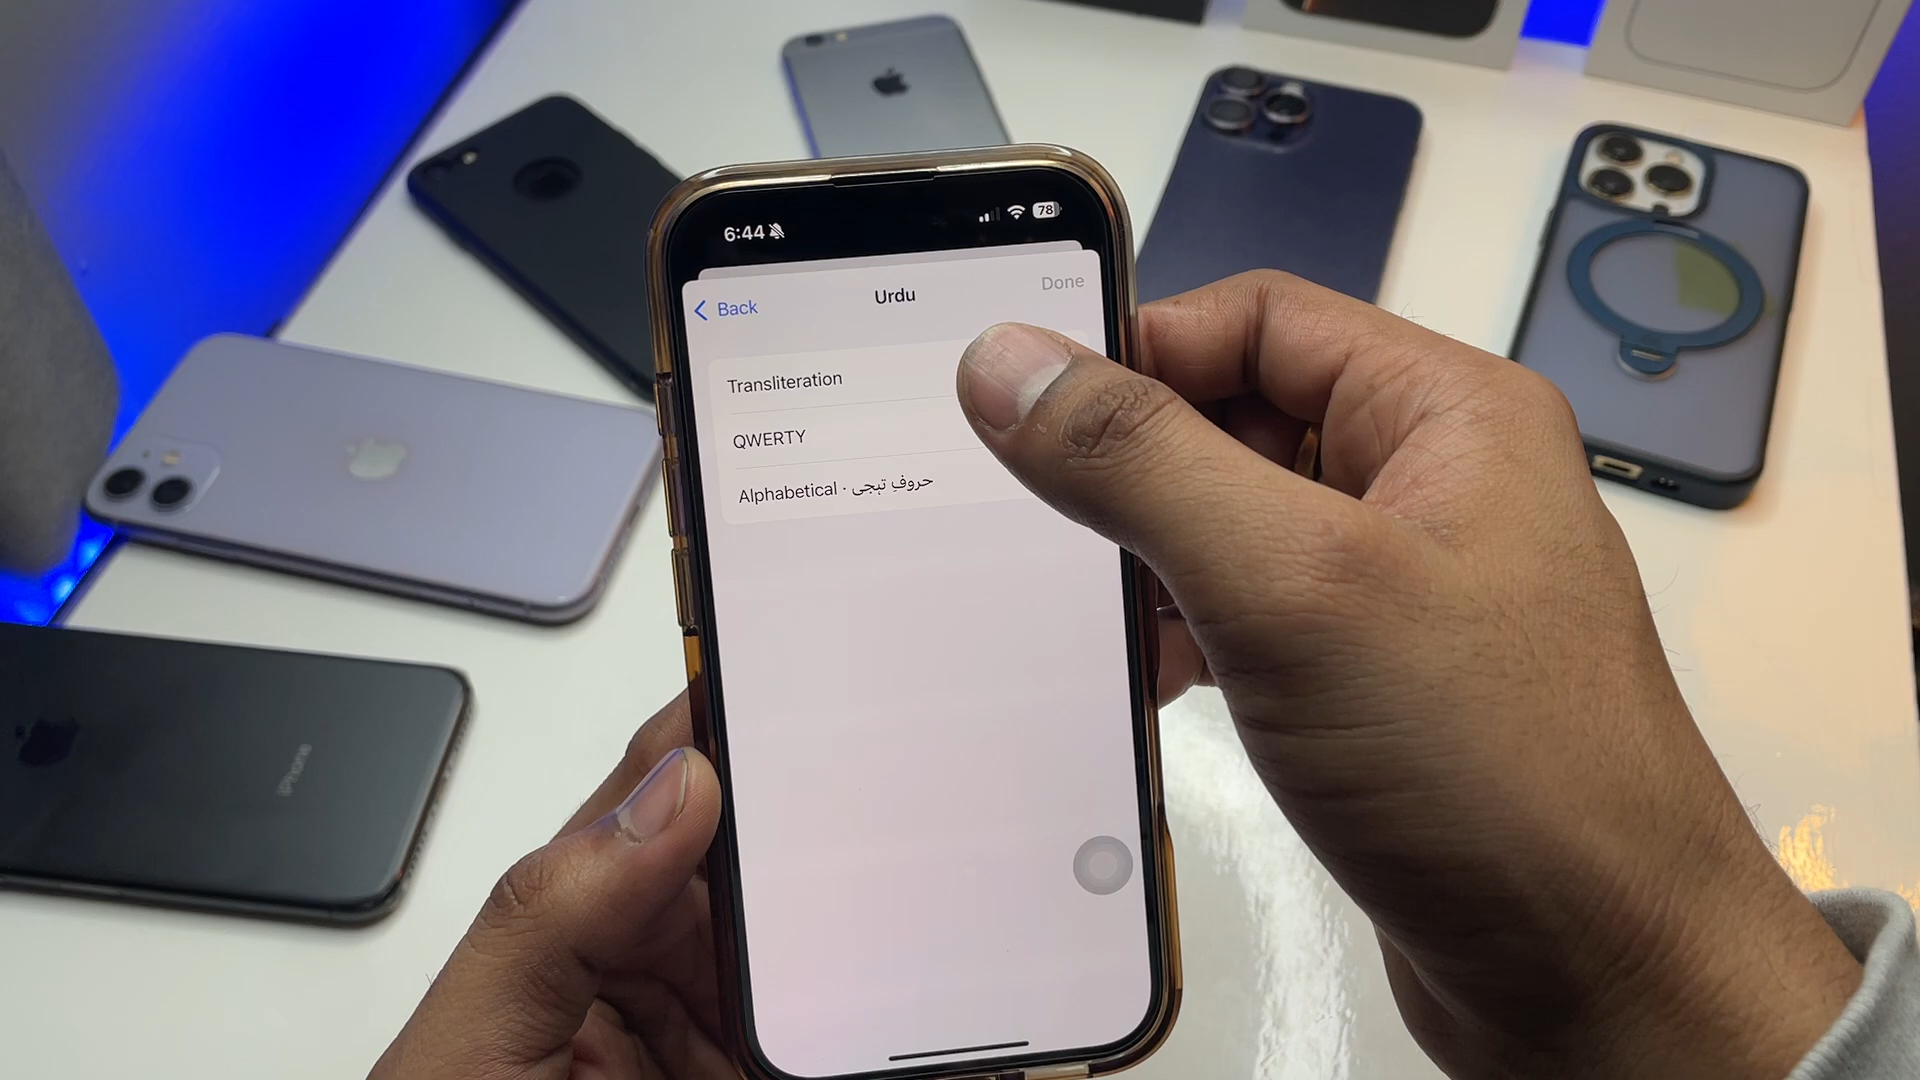 6:44
78
Back
Urdu
Done
Transliteration
QWERTY
Alphabetical · حروفِ تہجی
iPhone